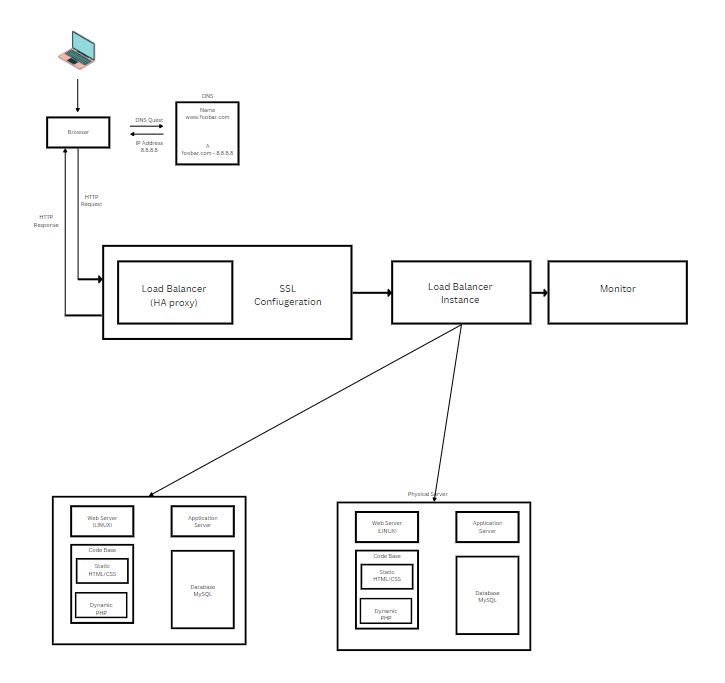 DNS
Name
www.foobar.com
A
foobar.com - 8.8.8.8
DNS Quest
IP Address
8.8.8.8
Browser
HTTP
Request
HTTP
Response
Load Balancer
(HA proxy)
SSL
Confiugeration
Load Balancer
Instance
Monitor
Web Server
(LINUX)
Application
Server
Code Base
Static
HTML/CSS
Dynamic
PHP
Database
MySQL
Physical Server
Web Server
(LINUX)
Application
Server
Code Base
Static
HTML/CSS
Dynamic
PHP
Database
MySQL